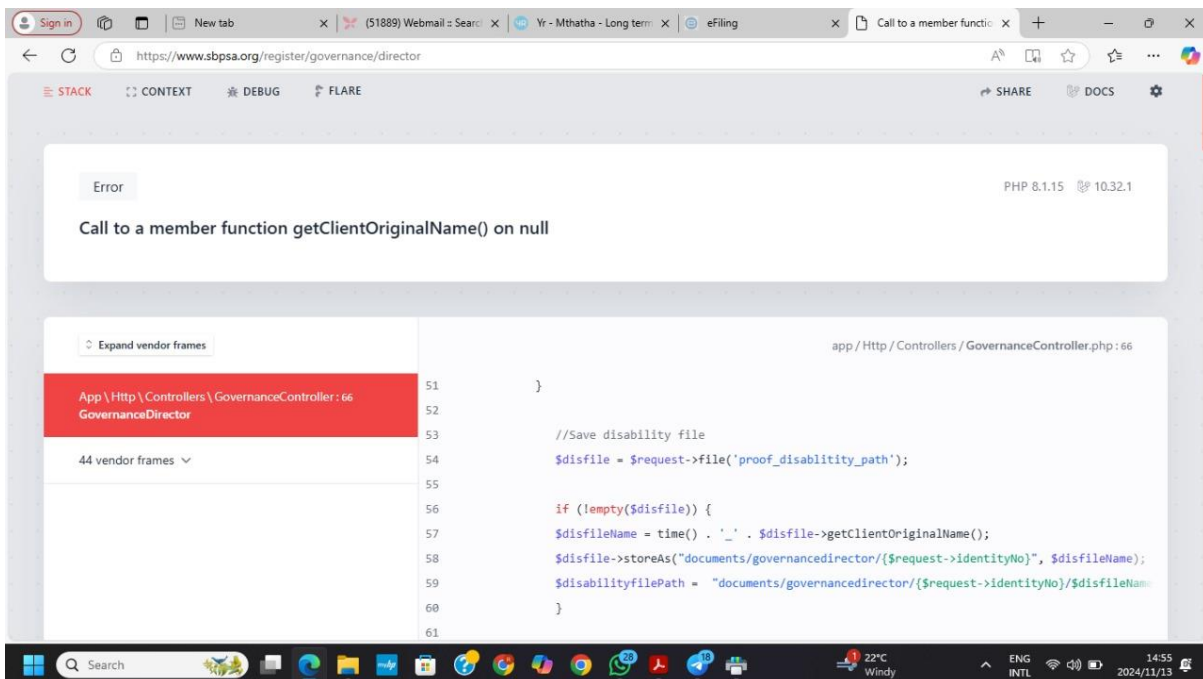 Sign in New tab (51889) Webmail :: Searc Yr - Mthatha - Long term eFiling Call to a member functio
https://www.sbpsa.org/register/governance/director
STACK CONTEXT DEBUG FLARE SHARE DOCS
Error PHP 8.1.15 10.32.1
Call to a member function getClientOriginalName() on null
Expand vendor frames app / Http / Controllers / GovernanceController.php : 66
App \ Http \ Controllers \ GovernanceController : 66
GovernanceDirector
44 vendor frames
51 }
52
53 //Save disability file
54 $disfile = $request->file('proof_disablitity_path');
55
56 if (!empty($disfile)) {
57 $disfileName = time() . '_' . $disfile->getClientOriginalName();
58 $disfile->storeAs("documents/governancedirector/{$request->identityNo}", $disfileName);
59 $disabilityfilePath = "documents/governancedirector/{$request->identityNo}/$disfileName
60 }
61
Search 22°C Windy ENG INTL 14:55 2024/11/13